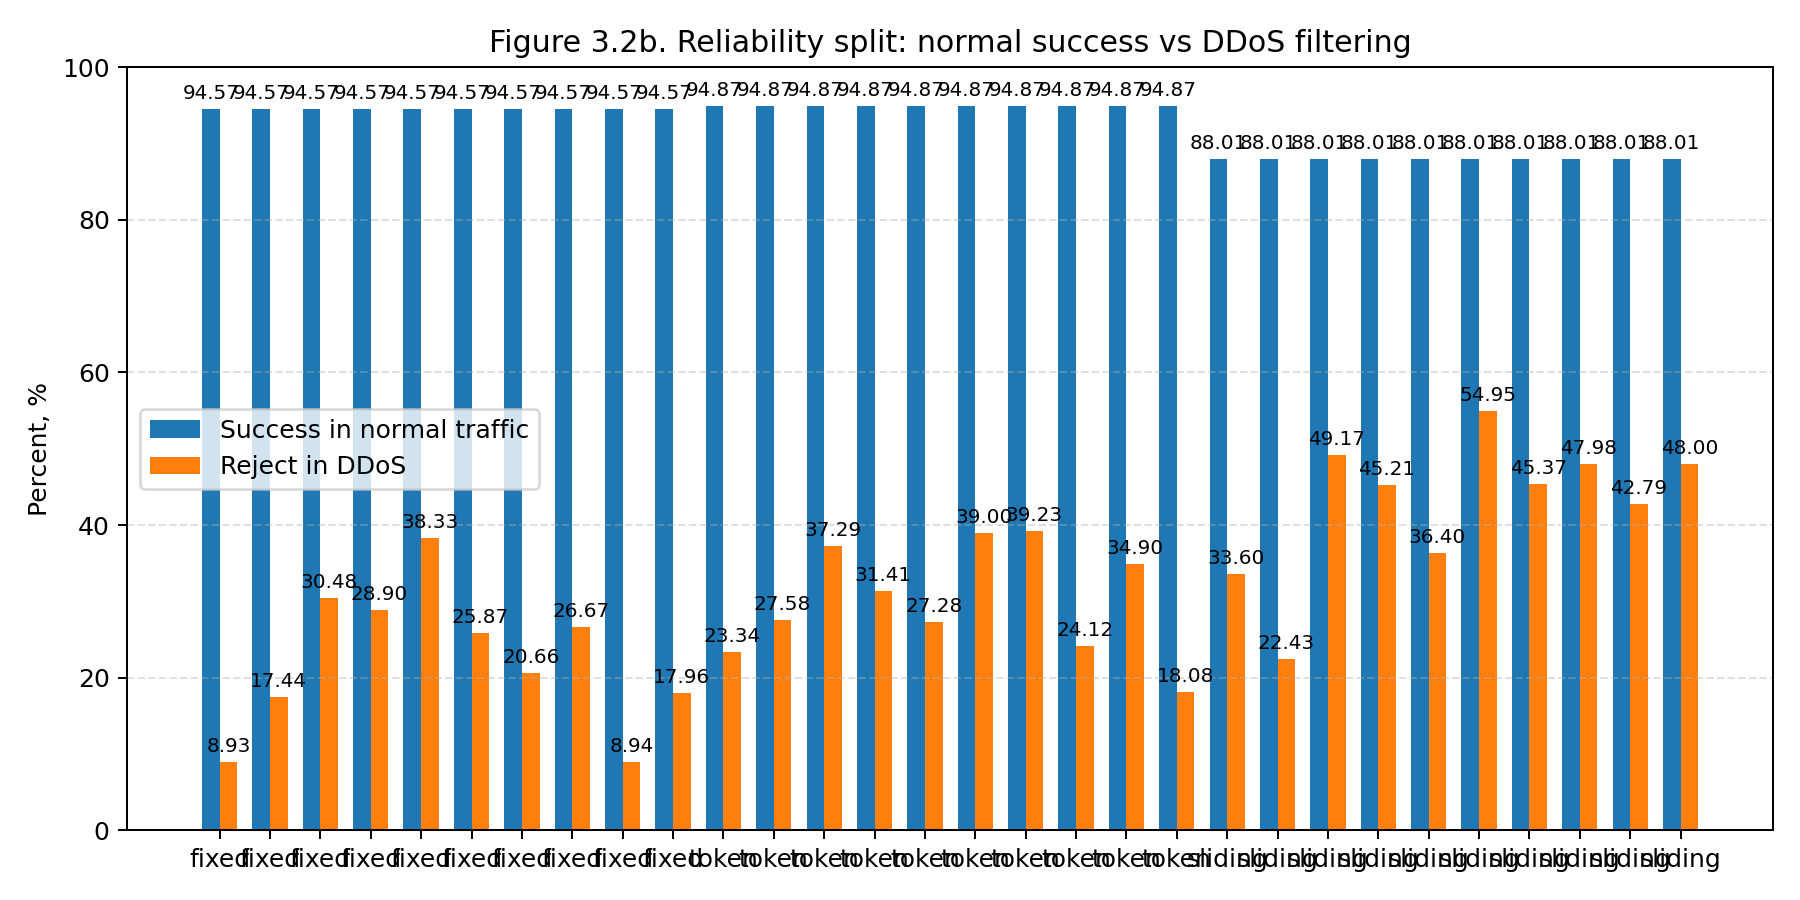 Figure 3.2b. Reliability split: normal success vs DDoS filtering
Percent, %
100
80
60
40
20
0
Success in normal traffic
Reject in DDoS
94.57 94.57 94.57 94.57 94.57 94.57 94.57 94.57 94.57 94.57 94.87 94.87 94.87 94.87 94.87 94.87 94.87 94.87 94.87 94.87 88.01 88.01 88.01 88.01 88.01 88.01 88.01 88.01 88.01 88.01
8.93 17.44 30.48 28.90 38.33 25.87 20.66 26.67 8.94 17.96 23.34 27.58 37.29 31.41 27.28 39.00 39.23 24.12 34.90 18.08 33.60 22.43 49.17 45.21 36.40 54.95 45.37 47.98 42.79 48.00
fixed fixed fixed fixed fixed fixed fixed fixed fixed fixed token token token token token token token token token token sliding sliding sliding sliding sliding sliding sliding sliding sliding sliding